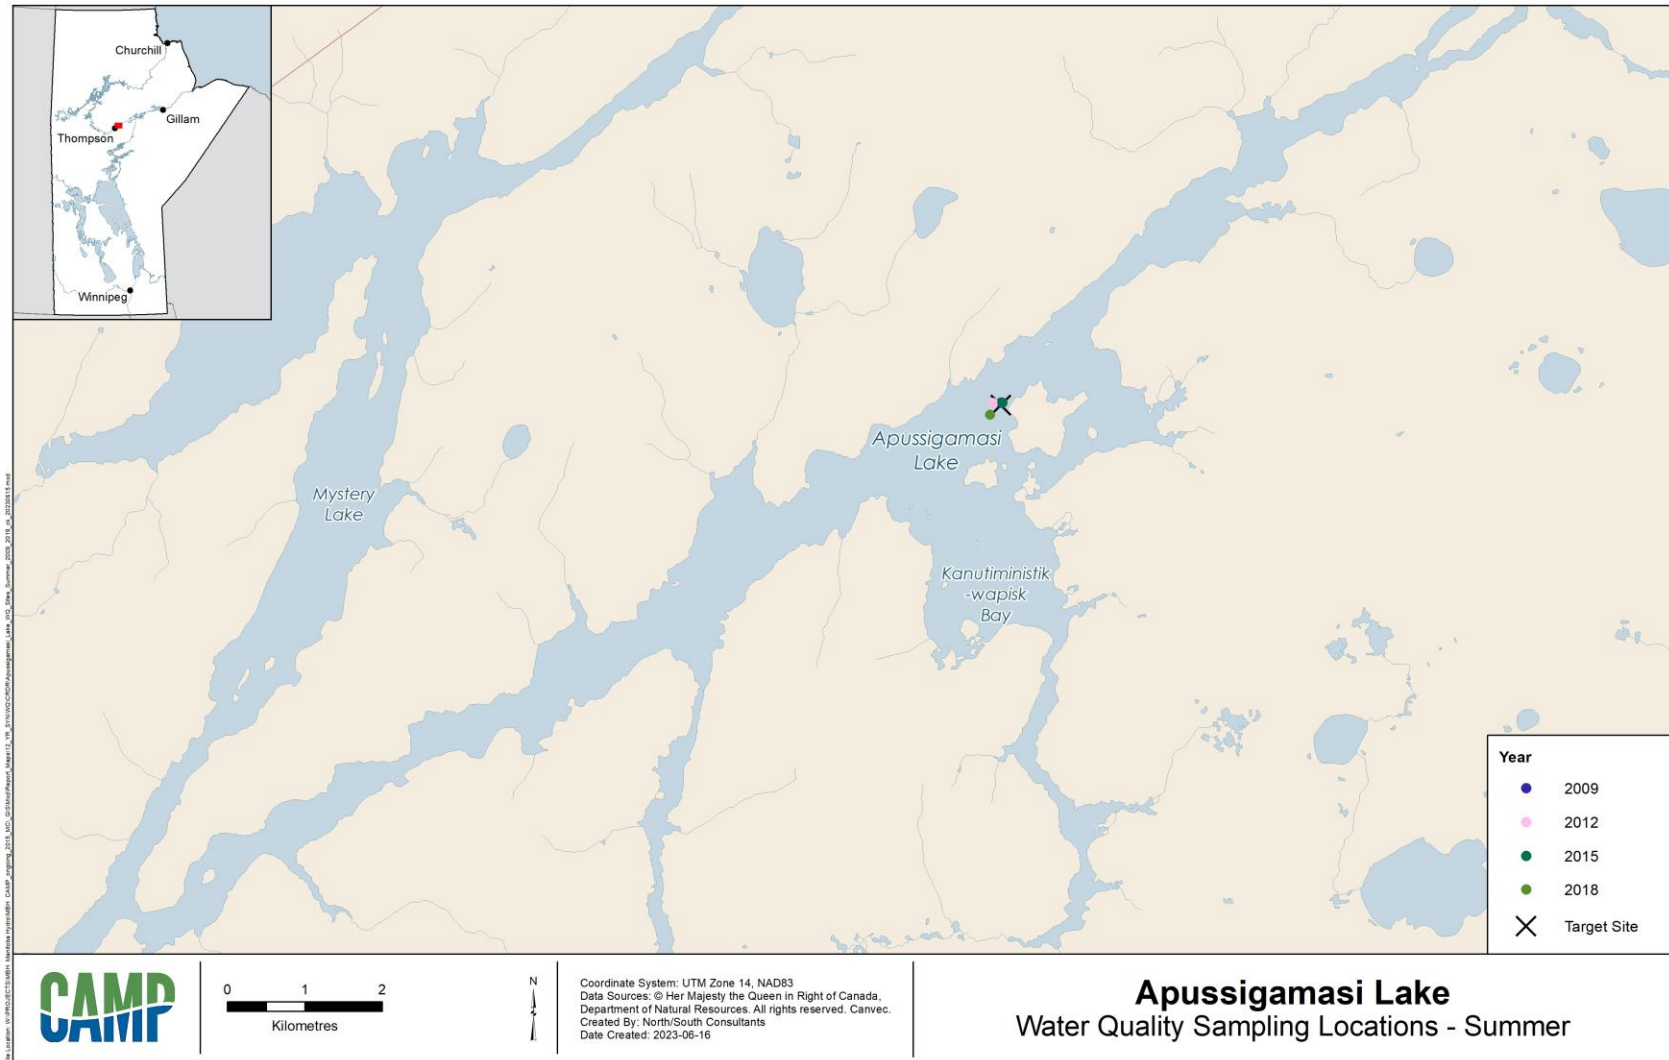 Churchill
Gillam
Thompson
Winnipeg
Mystery
Lake
Apussigamasi
Lake
Kanutiministik
-wapisk
Bay
Year
2009
2012
2015
2018
Target Site
CAMP
0 1 2
Kilometres
N
Coordinate System: UTM Zone 14, NAD83
Data Sources: © Her Majesty the Queen in Right of Canada,
Department of Natural Resources. All rights reserved. Canvec.
Created By: North/South Consultants
Date Created: 2023-06-16
Apussigamasi Lake
Water Quality Sampling Locations - Summer